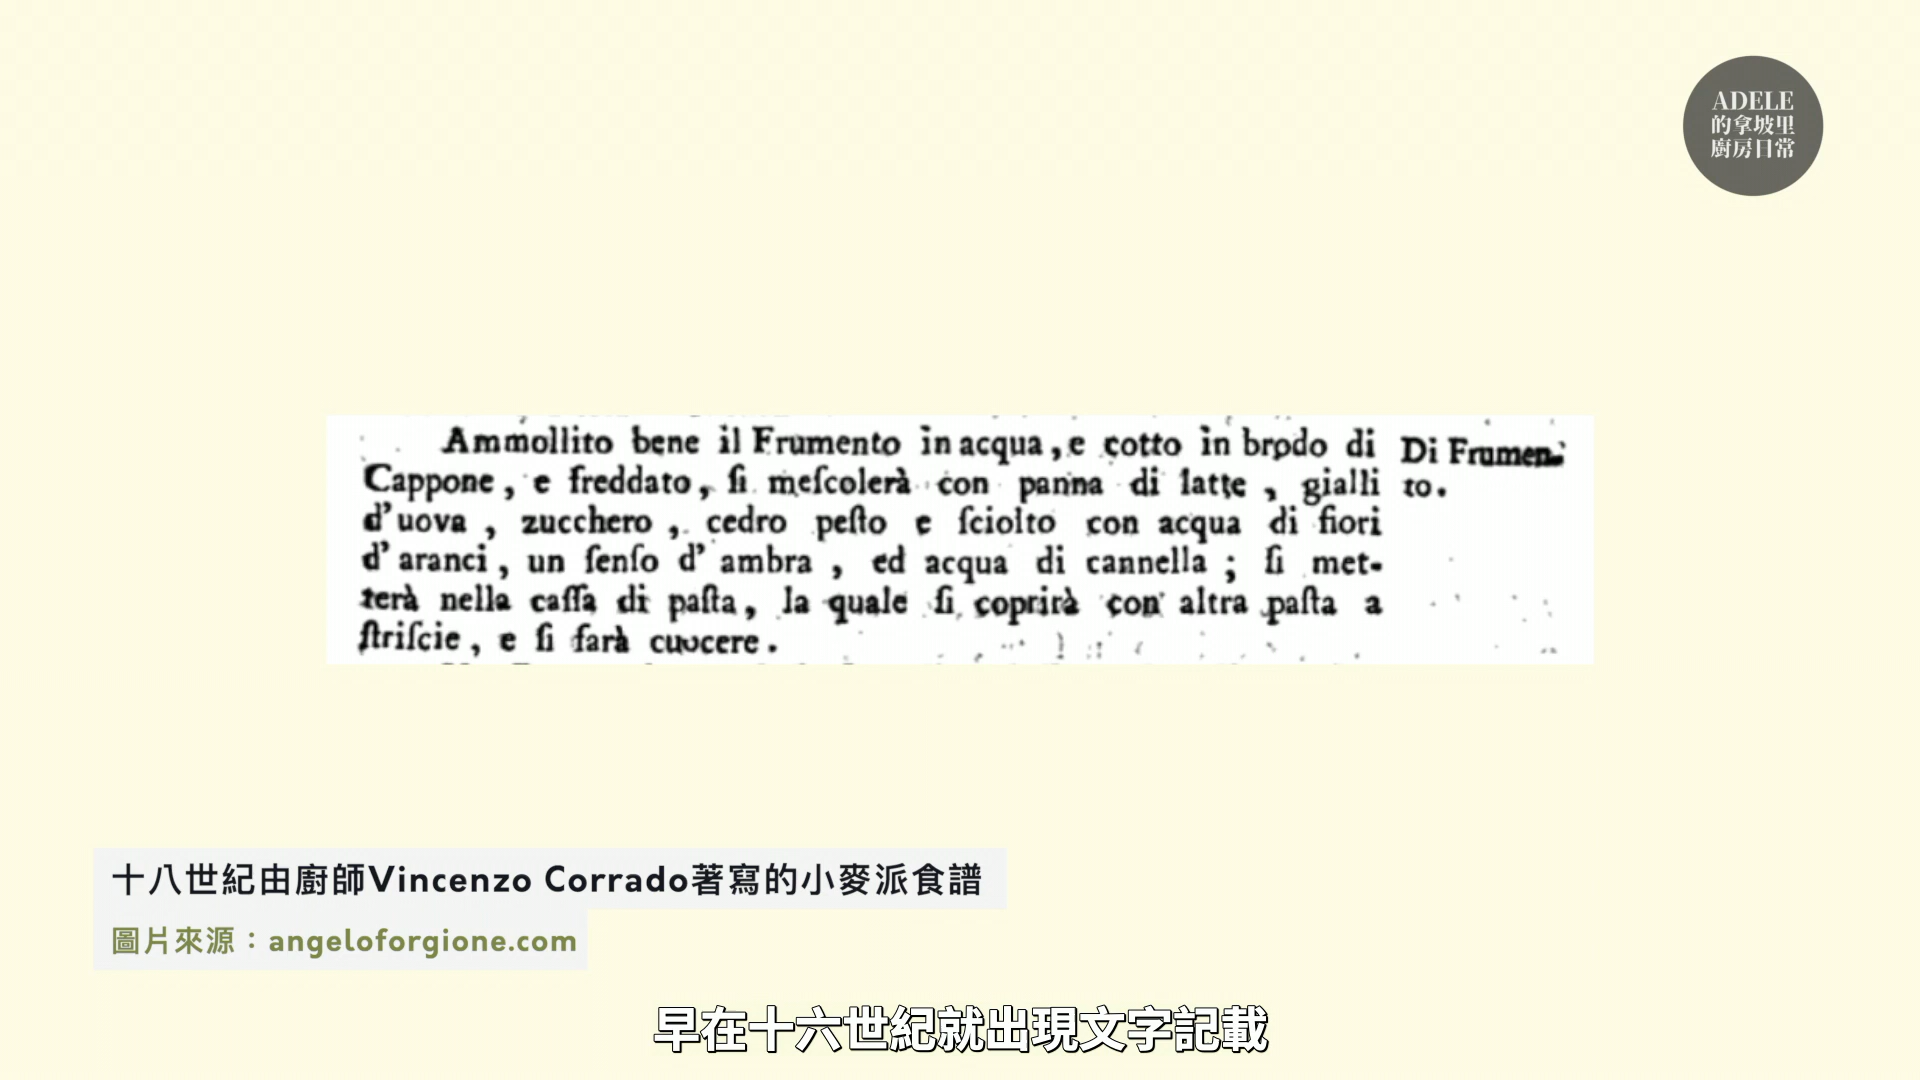 ADELE
的拿坡里
廚房日常
Ammollito bene il Frumento in acqua, e cotto in brodo di
Cappone, e freddato, ſi meſcolerà con panna di latte, gialli
d'uova, zucchero, cedro peſto e ſciolto con acqua di fiori
d'aranci, un ſenſo d'ambra, ed acqua di cannella; ſi met-
terà nella caſſa di paſta, la quale ſi coprirà con altra paſta a
ſtriſcie, e ſi farà cuocere.
Di Frumen-
to.
十八世紀由廚師Vincenzo Corrado著寫的小麥派食譜
圖片來源：angeloforgione.com
早在十六世紀就出現文字記載